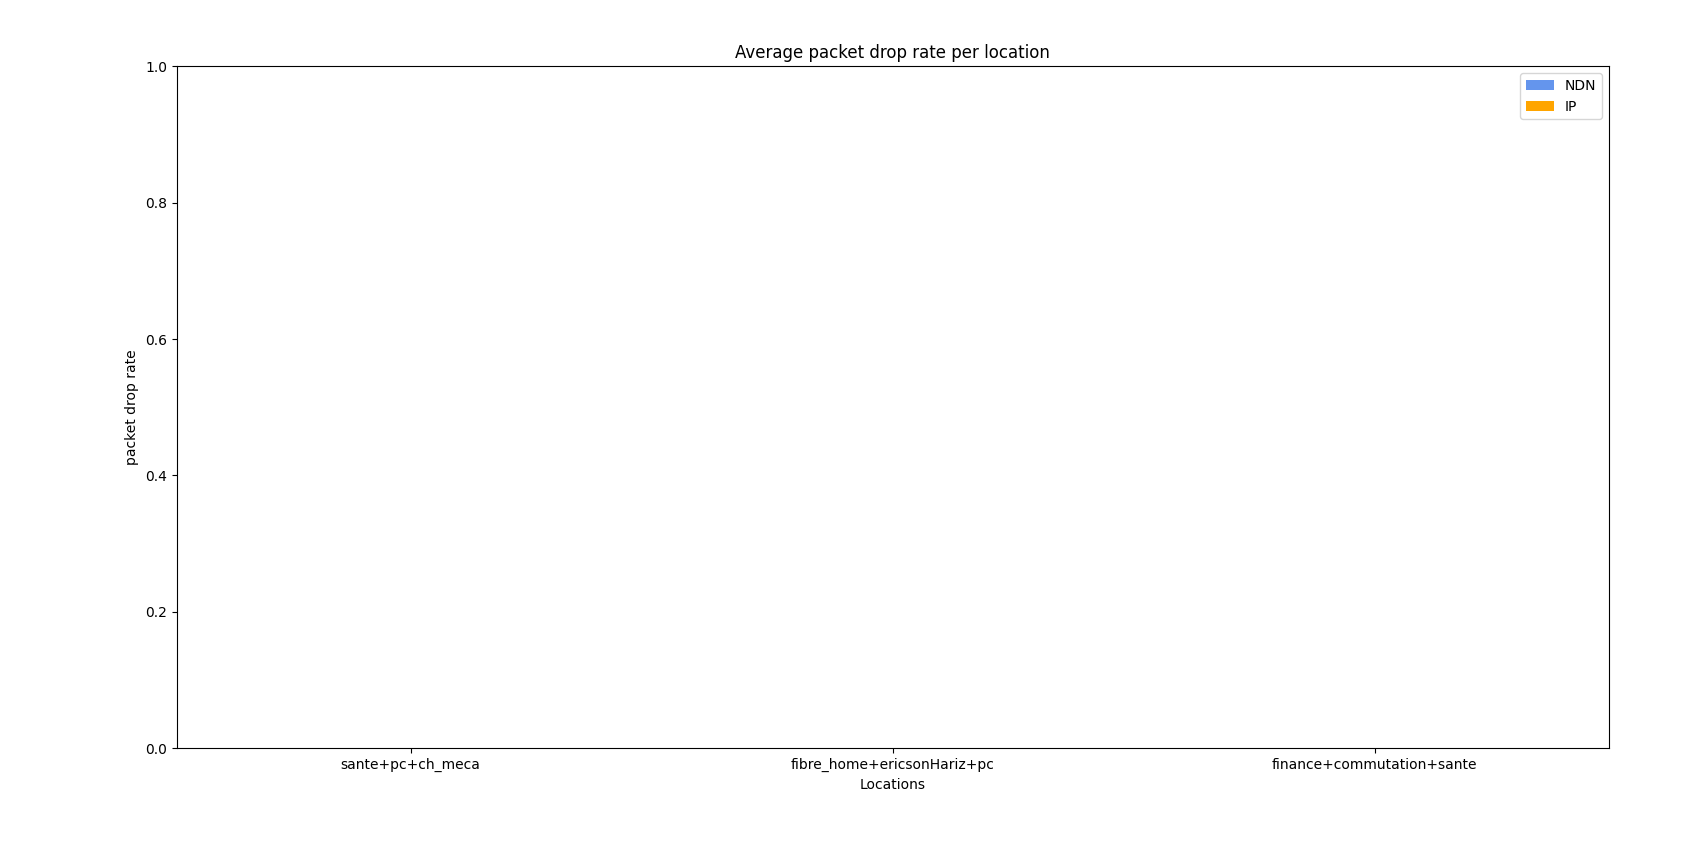 Average packet drop rate per location
1.0
0.8
0.6
0.4
0.2
0.0
packet drop rate
NDN
IP
sante+pc+ch_meca
fibre_home+ericsonHariz+pc
finance+commutation+sante
Locations